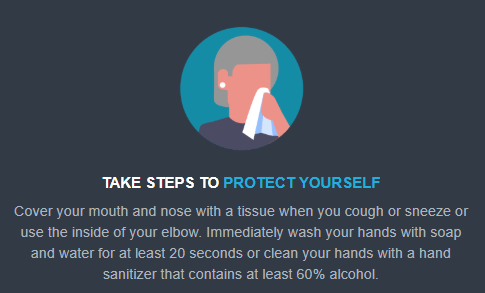 TAKE STEPS TO PROTECT YOURSELF
Cover your mouth and nose with a tissue when you cough or sneeze or
use the inside of your elbow. Immediately wash your hands with soap
and water for at least 20 seconds or clean your hands with a hand
sanitizer that contains at least 60% alcohol.